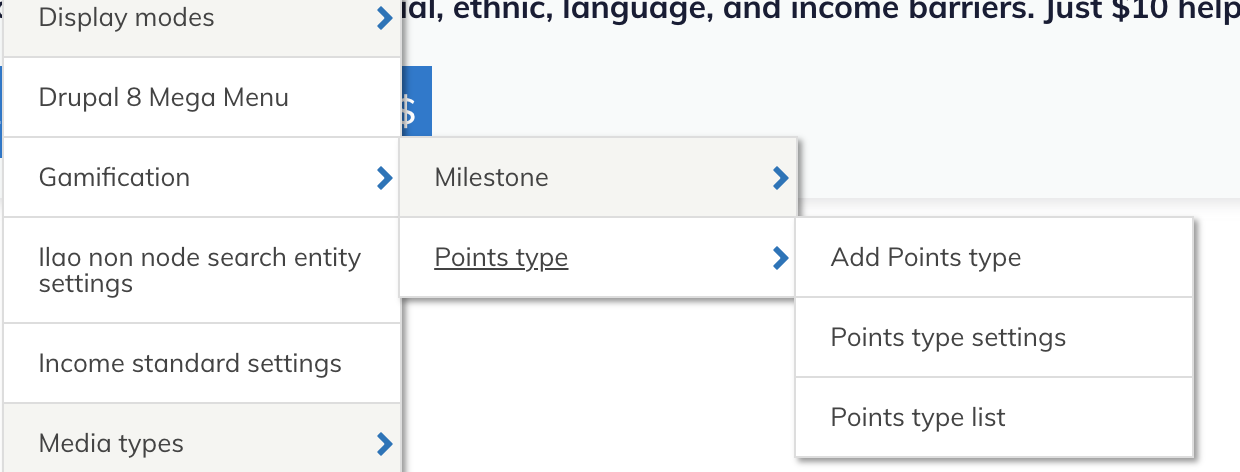 Display modes
ial, ethnic, language, and income barriers. Just $10 help
Drupal 8 Mega Menu
$
Gamification
Milestone
Ilao non node search entity
settings
Points type
Add Points type
Points type settings
Income standard settings
Points type list
Media types